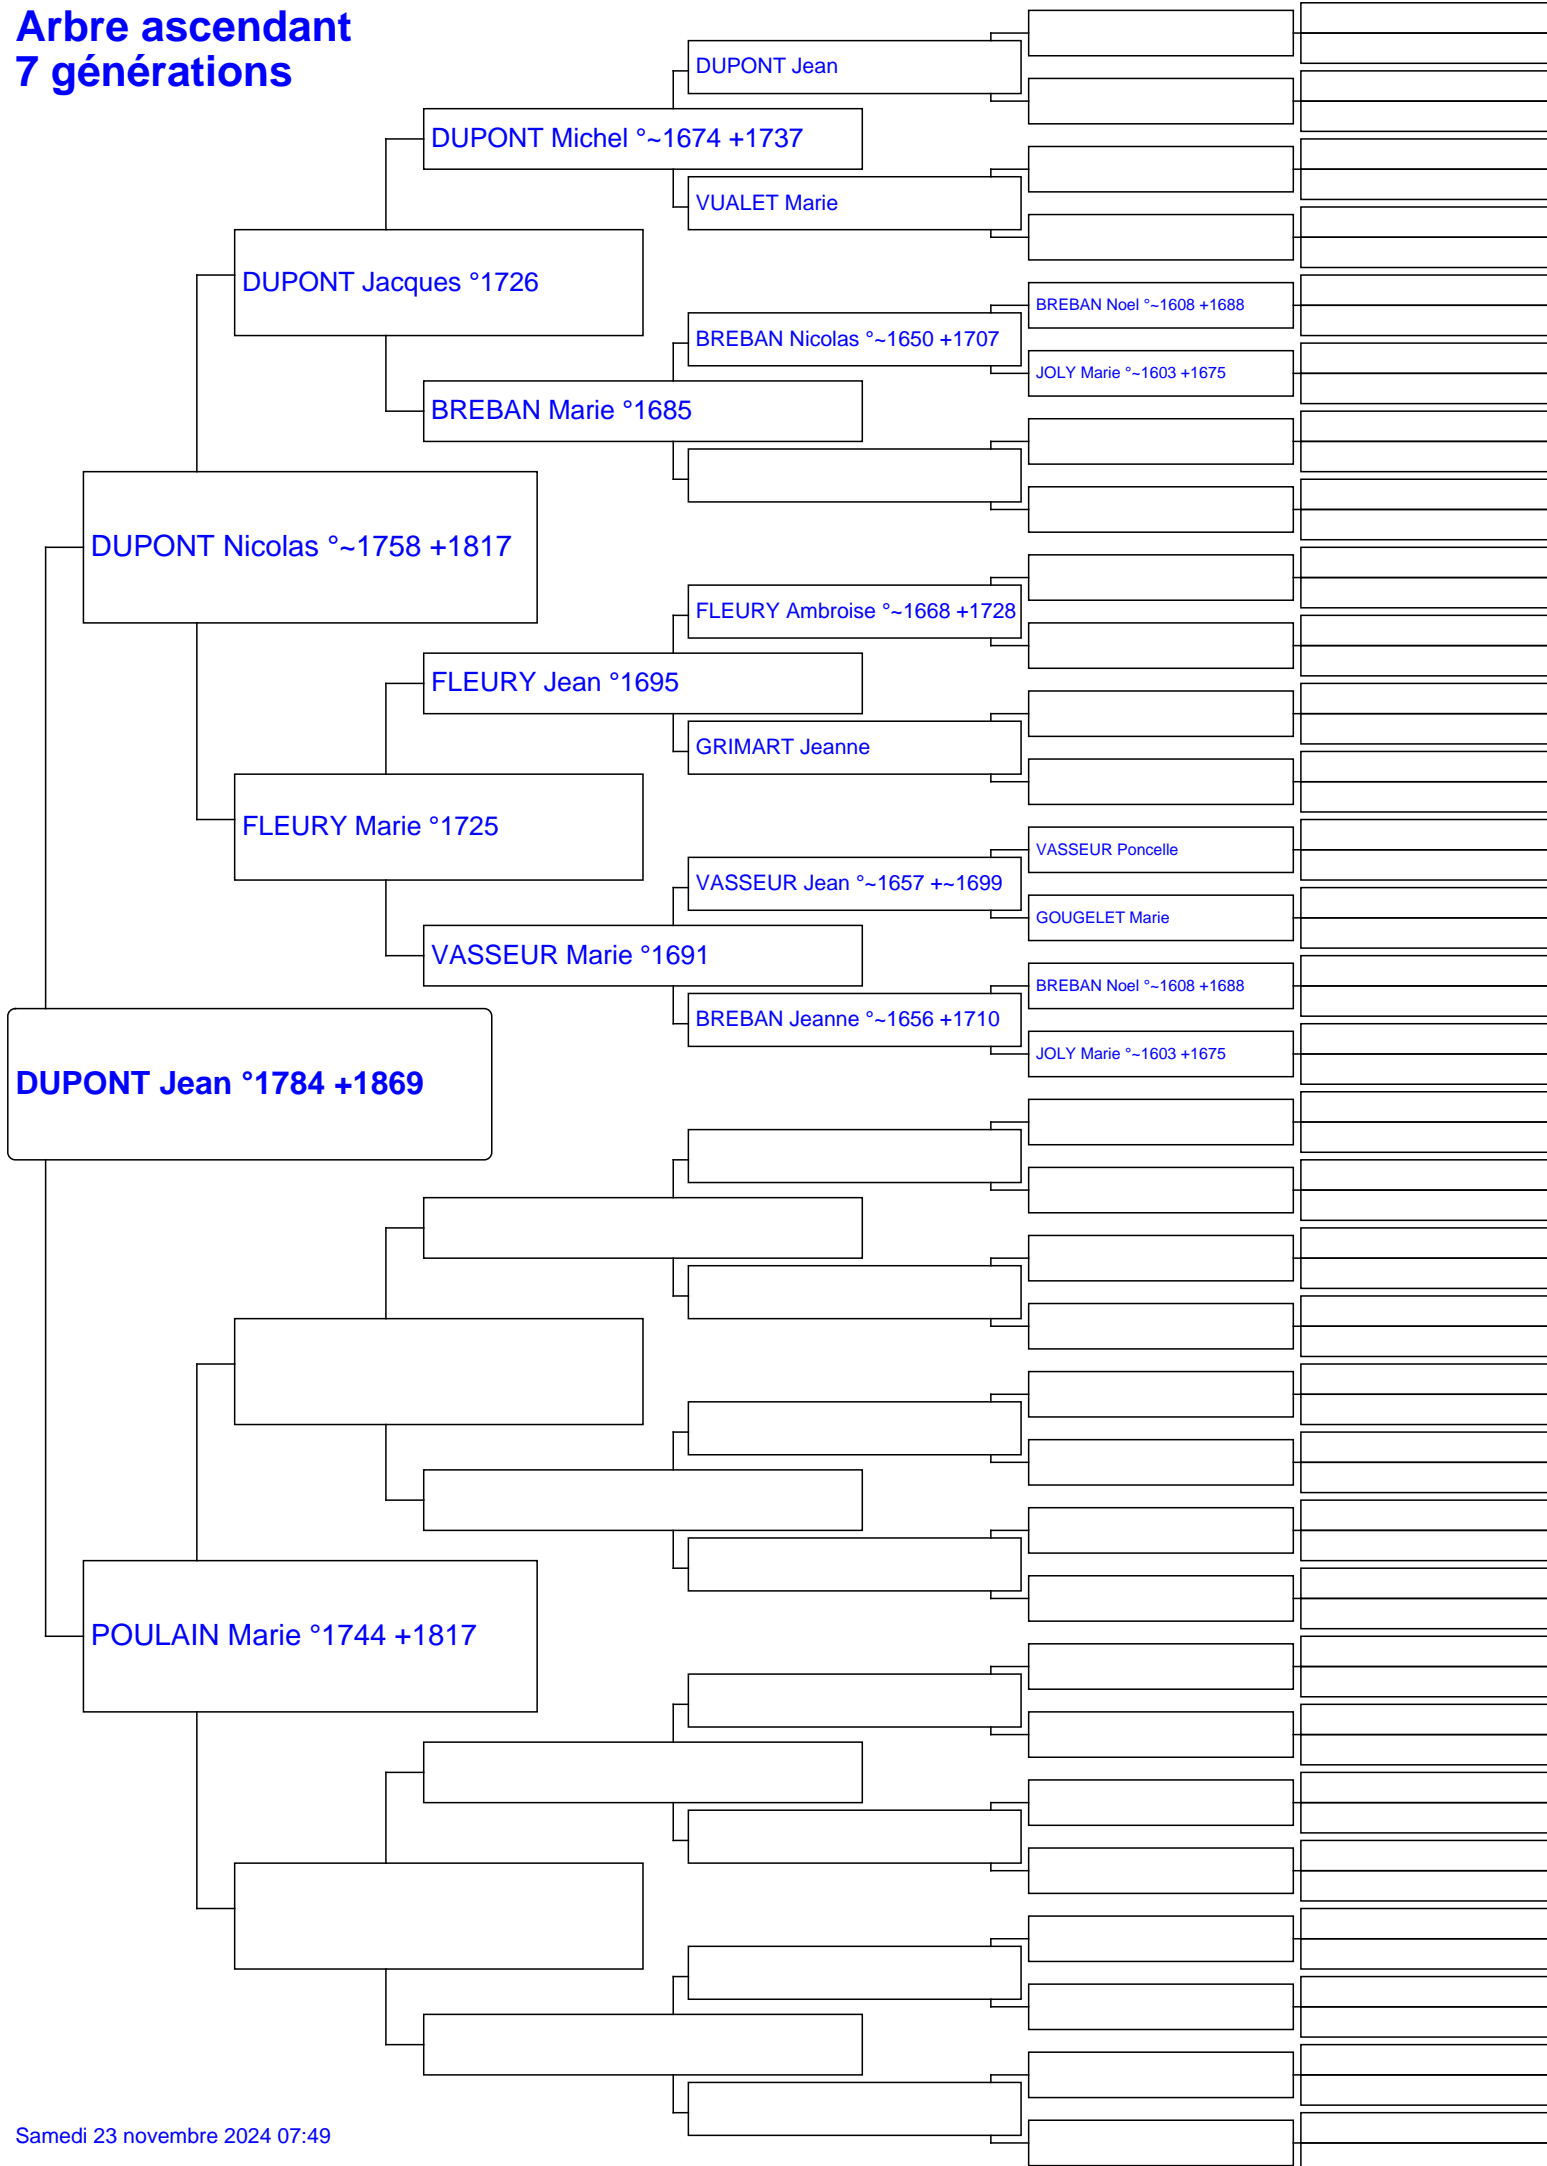 Arbre ascendant
7 générations
DUPONT Jean
DUPONT Michel °~1674 +1737
VUALET Marie
DUPONT Jacques °1726
BREBAN Noel °~1608 +1688
BREBAN Nicolas °~1650 +1707
JOLY Marie °~1603 +1675
BREBAN Marie °1685
DUPONT Nicolas °~1758 +1817
FLEURY Ambroise °~1668 +1728
FLEURY Jean °1695
GRIMART Jeanne
FLEURY Marie °1725
VASSEUR Poncelle
VASSEUR Jean °~1657 +~1699
GOUGELET Marie
VASSEUR Marie °1691
BREBAN Noel °~1608 +1688
BREBAN Jeanne °~1656 +1710
JOLY Marie °~1603 +1675
DUPONT Jean °1784 +1869
POULAIN Marie °1744 +1817
Samedi 23 novembre 2024 07:49